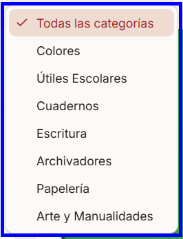 Todas las categorías
Colores
Útiles Escolares
Cuadernos
Escritura
Archivadores
Papelería
Arte y Manualidades